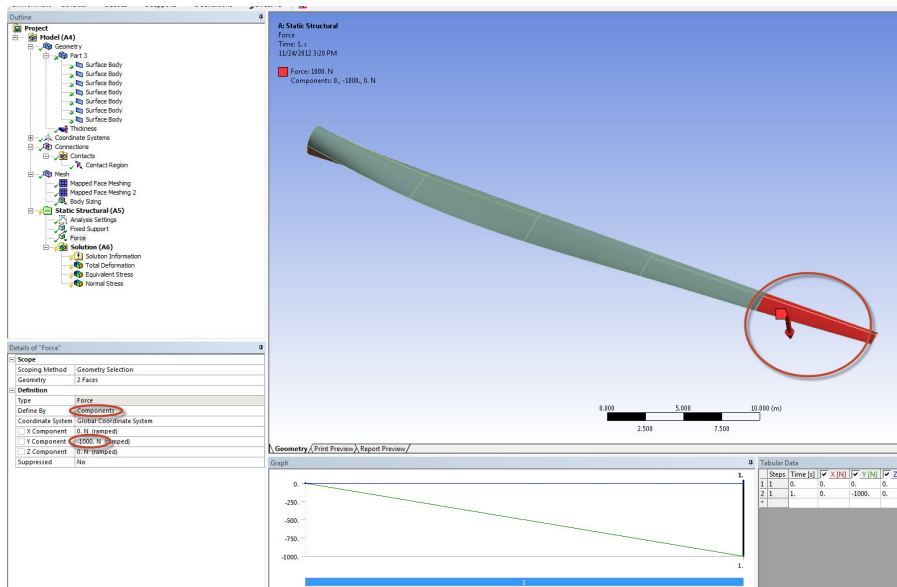 Outline
Project
Model (A4)
Geometry
Part 3
Surface Body
Surface Body
Surface Body
Surface Body
Surface Body
Surface Body
Surface Body
Thickness
Coordinate Systems
Connections
Contacts
Contact Region
Mesh
Mapped Face Meshing
Mapped Face Meshing 2
Body Sizing
Static Structural (A5)
Analysis Settings
Fixed Support
Force
Solution (A6)
Solution Information
Total Deformation
Equivalent Stress
Normal Stress
A: Static Structural
Force
Time: 1. s
11/24/2012 3:20 PM
Force: 1000. N
Components: 0., -1000., 0. N
0.000 5.000 10.000 (m)
2.500 7.500
Geometry Print Preview Report Preview
Details of "Force"
Scope
Scoping Method Geometry Selection
Geometry 2 Faces
Definition
Type Force
Define By Components
Coordinate System Global Coordinate System
X Component 0. N (ramped)
Y Component -1000. N (ramped)
Z Component 0. N (ramped)
Suppressed No
Graph
1.
0.
-250.
-500.
-750.
-1000.
1.
1
Tabular Data
Steps Time [s] X [N] Y [N] Z
1 1 0. 0. 0. 0.
2 1 1. 0. -1000. 0.
*